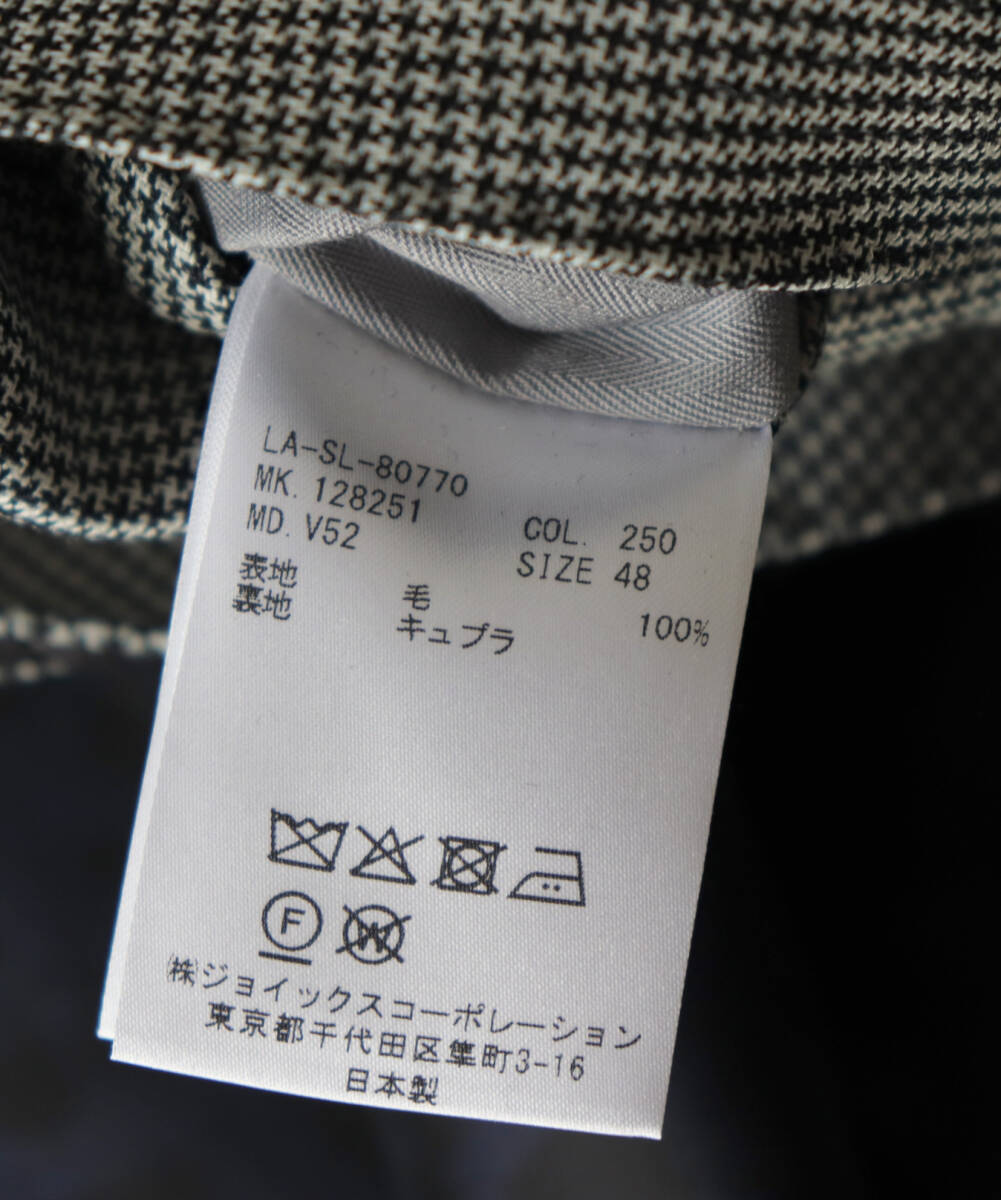 LA-SL-80770
MK. 128251
MD. V52 COL. 250
SIZE 48
表地 毛 100%
裏地 キュプラ
F
W
㈱ジョイックスコーポレーション
東京都千代田区隼町3-16
日本製